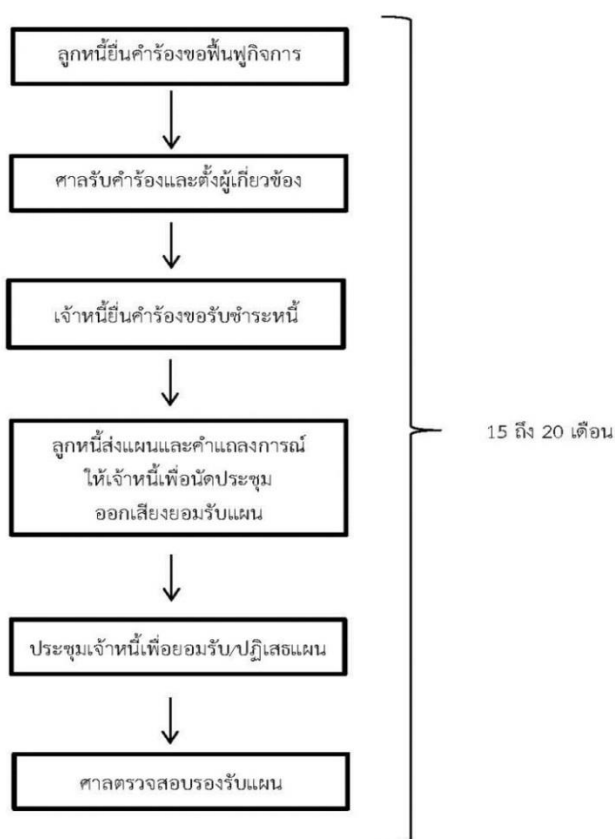 ลูกหนี้ยื่นคำร้องขอฟื้นฟูกิจการ
ศาลรับคำร้องและตั้งผู้เกี่ยวข้อง
เจ้าหนี้ยื่นคำร้องขอรับชำระหนี้
ลูกหนี้ส่งแผนและคำแถลงการณ์
ให้เจ้าหนี้เพื่อนัดประชุม
ออกเสียงยอมรับแผน
15 ถึง 20 เดือน
ประชุมเจ้าหนี้เพื่อยอมรับ/ปฏิเสธแผน
ศาลตรวจสอบรองรับแผน